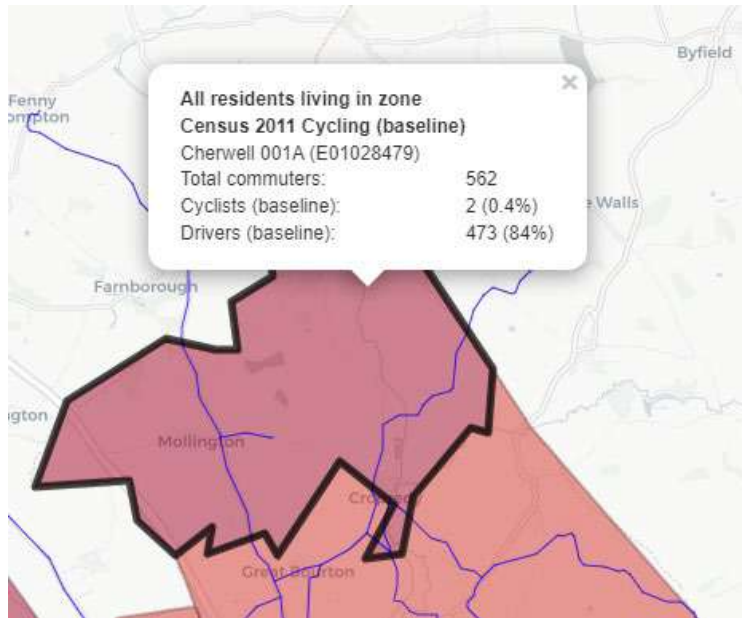 Byfield
×
Fenny
ompton
All residents living in zone
Census 2011 Cycling (baseline)
Cherwell 001A (E01028479)
Total commuters: 562
Cyclists (baseline): 2 (0.4%)
Drivers (baseline): 473 (84%)
e Walls
Farnborough
gton
Mollington
Great Bourton